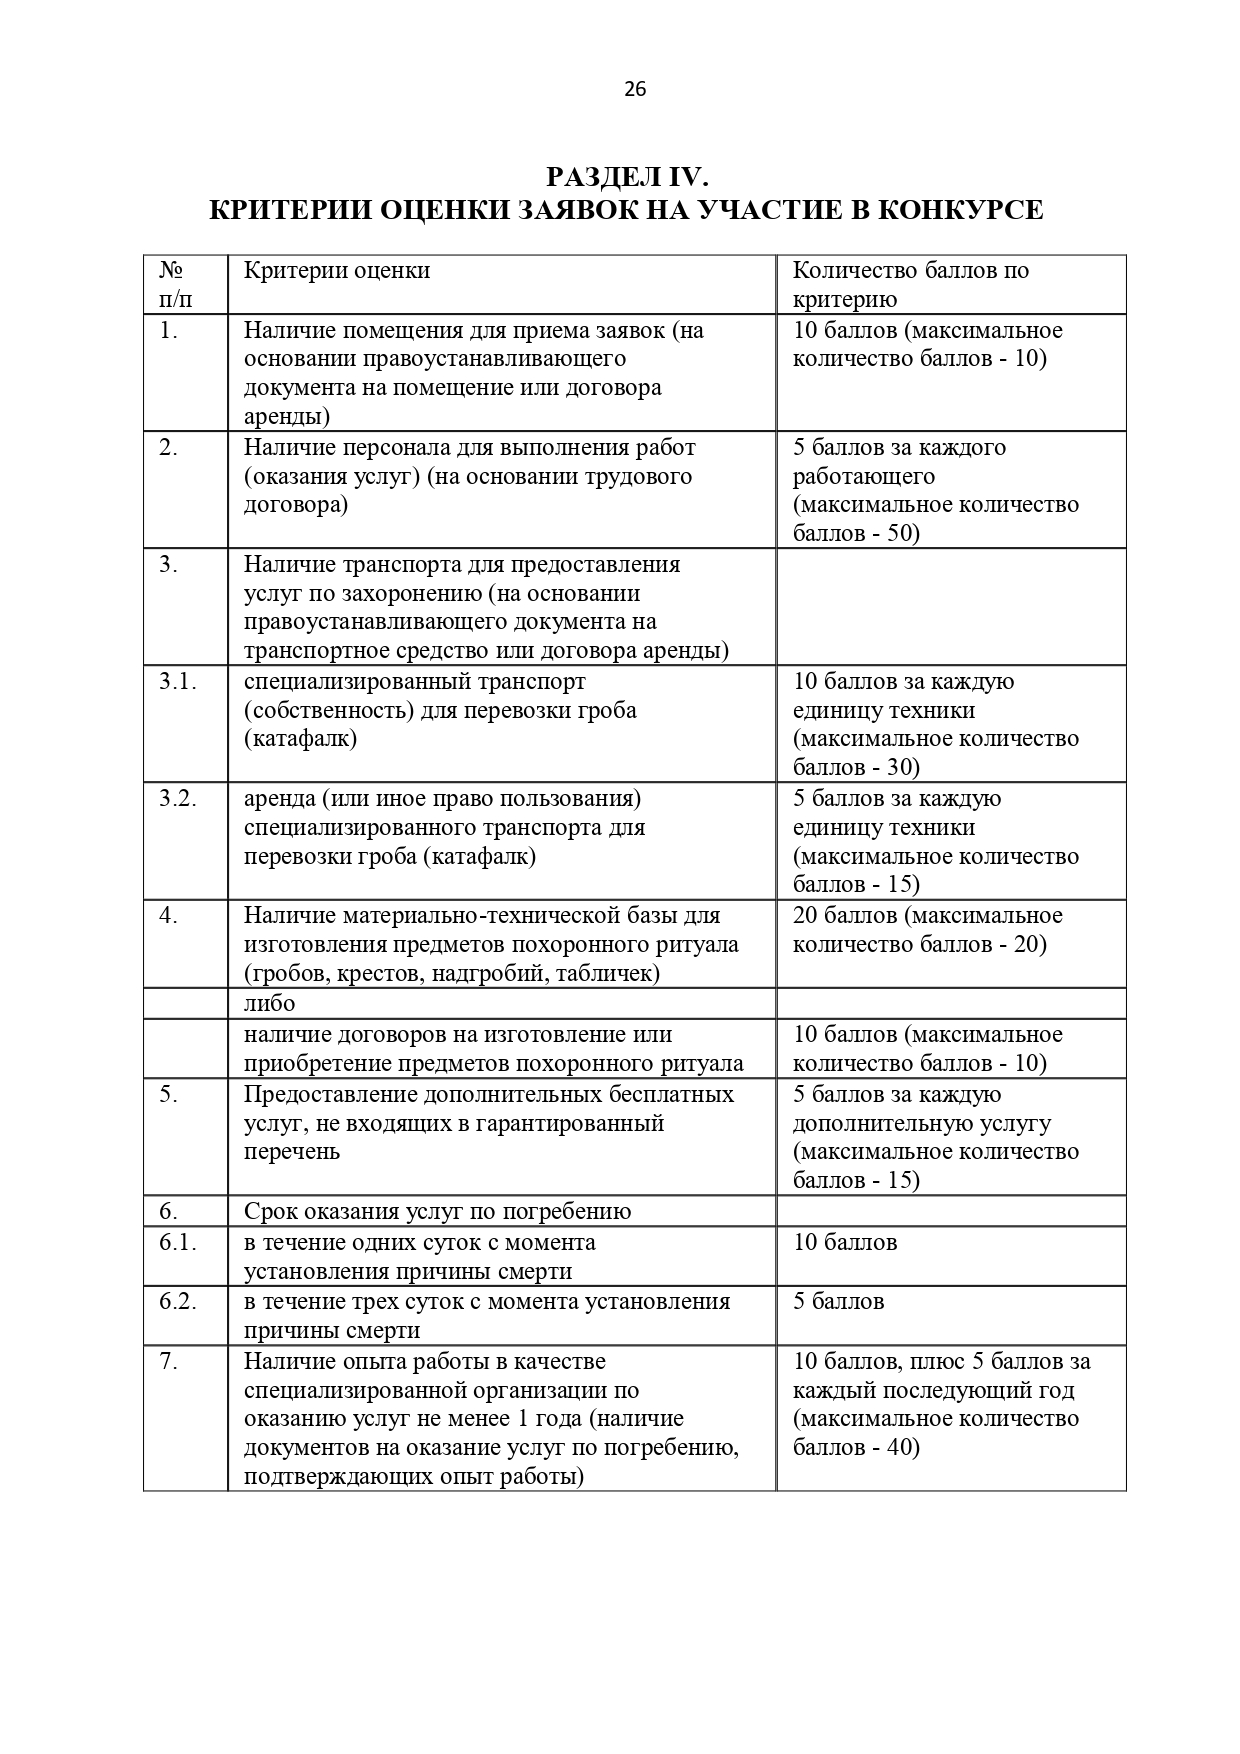 26
РАЗДЕЛ IV.
КРИТЕРИИ ОЦЕНКИ ЗАЯВОК НА УЧАСТИЕ В КОНКУРСЕ
№
п/п
Критерии оценки
Количество баллов по
критерию
1.
Наличие помещения для приема заявок (на
основании правоустанавливающего
документа на помещение или договора
аренды)
10 баллов (максимальное
количество баллов - 10)
2.
Наличие персонала для выполнения работ
(оказания услуг) (на основании трудового
договора)
5 баллов за каждого
работающего
(максимальное количество
баллов - 50)
3.
Наличие транспорта для предоставления
услуг по захоронению (на основании
правоустанавливающего документа на
транспортное средство или договора аренды)
3.1.
специализированный транспорт
(собственность) для перевозки гроба
(катафалк)
10 баллов за каждую
единицу техники
(максимальное количество
баллов - 30)
3.2.
аренда (или иное право пользования)
специализированного транспорта для
перевозки гроба (катафалк)
5 баллов за каждую
единицу техники
(максимальное количество
баллов - 15)
4.
Наличие материально-технической базы для
изготовления предметов похоронного ритуала
(гробов, крестов, надгробий, табличек)
20 баллов (максимальное
количество баллов - 20)
либо
наличие договоров на изготовление или
приобретение предметов похоронного ритуала
10 баллов (максимальное
количество баллов - 10)
5.
Предоставление дополнительных бесплатных
услуг, не входящих в гарантированный
перечень
5 баллов за каждую
дополнительную услугу
(максимальное количество
баллов - 15)
6.
Срок оказания услуг по погребению
6.1.
в течение одних суток с момента
установления причины смерти
10 баллов
6.2.
в течение трех суток с момента установления
причины смерти
5 баллов
7.
Наличие опыта работы в качестве
специализированной организации по
оказанию услуг не менее 1 года (наличие
документов на оказание услуг по погребению,
подтверждающих опыт работы)
10 баллов, плюс 5 баллов за
каждый последующий год
(максимальное количество
баллов - 40)